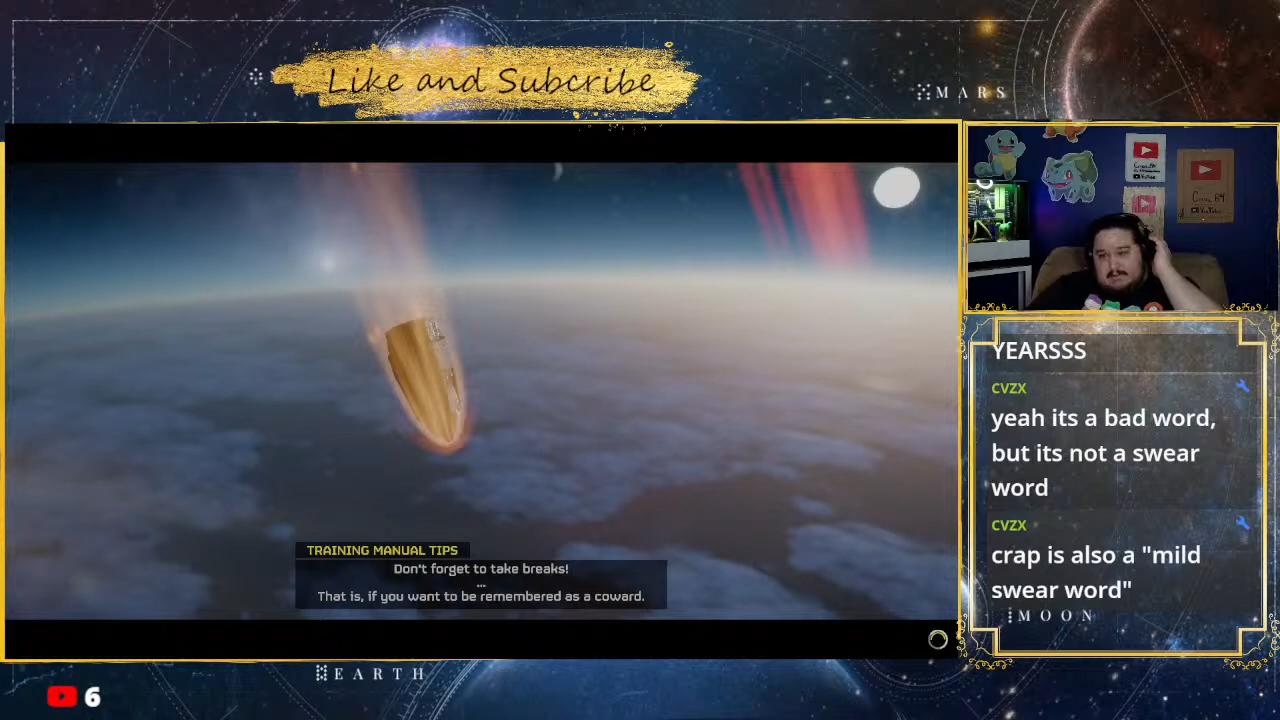 Like and Subcribe
MARS
YEARSSS
CVZX
yeah its a bad word,
but its not a swear
word
CVZX
crap is also a "mild
swear word"
MOON
TRAINING MANUAL TIPS
Don't forget to take breaks!
...
That is, if you want to be remembered as a coward.
EARTH
6